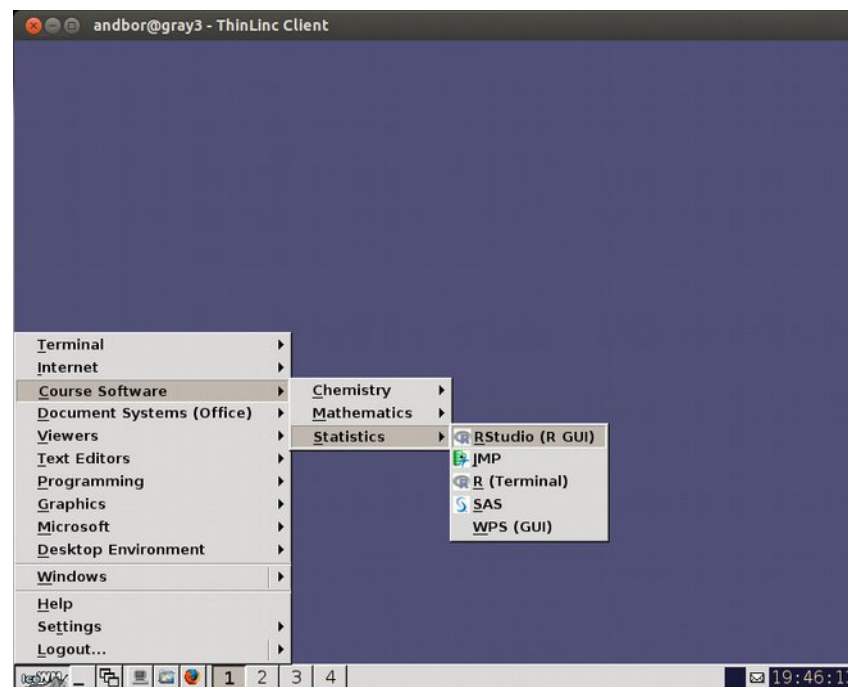 andbor@gray3 - ThinLinc Client
Terminal
Internet
Course Software
Document Systems (Office)
Viewers
Text Editors
Programming
Graphics
Microsoft
Desktop Environment
Windows
Help
Settings
Logout...
Chemistry
Mathematics
Statistics
RStudio (R GUI)
JMP
R (Terminal)
SAS
WPS (GUI)
IceWM 1 2 3 4 19:46:1